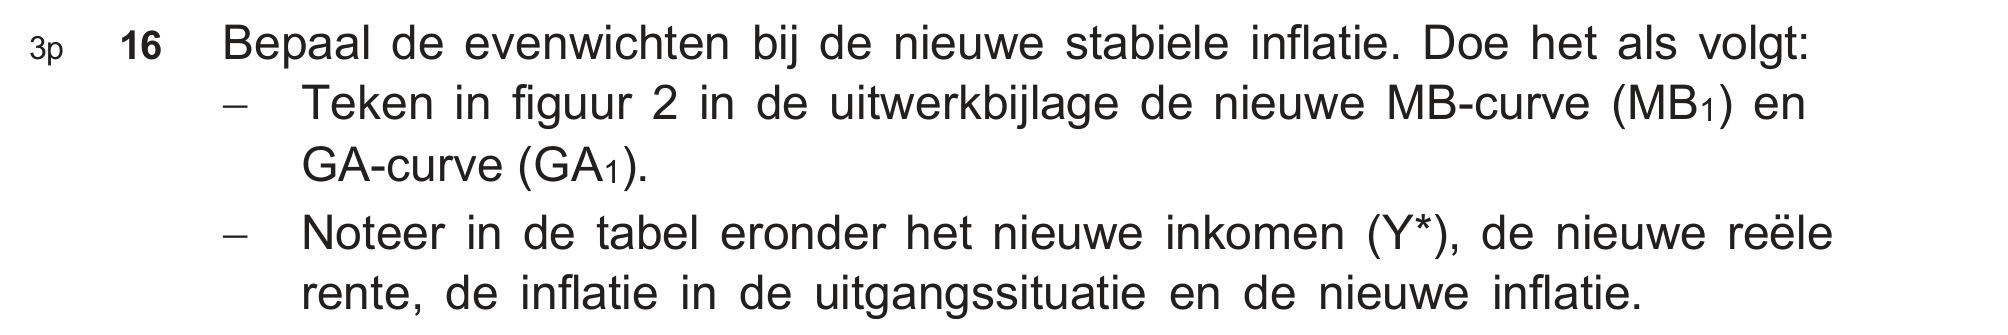 3p 16 Bepaal de evenwichten bij de nieuwe stabiele inflatie. Doe het als volgt:
– Teken in figuur 2 in de uitwerkbijlage de nieuwe MB-curve (MB₁) en
GA-curve (GA₁).
– Noteer in de tabel eronder het nieuwe inkomen (Y*), de nieuwe reële
rente, de inflatie in de uitgangssituatie en de nieuwe inflatie.